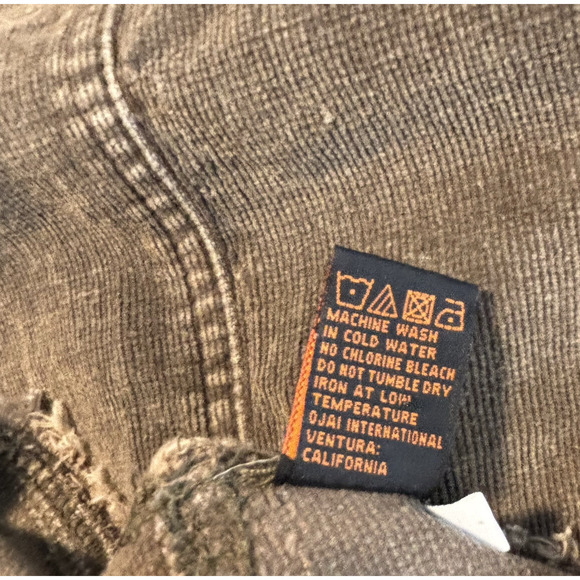 MACHINE WASH
IN COLD WATER
NO CHLORINE BLEACH
DO NOT TUMBLE DRY
IRON AT LOW
TEMPERATURE
OJAI INTERNATIONAL
VENTURA:
CALIFORNIA